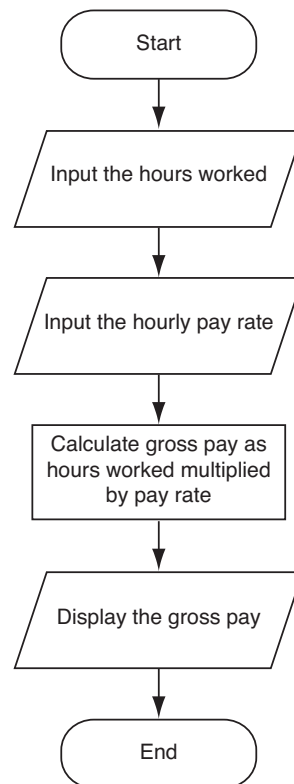 Start
Input the hours worked
Input the hourly pay rate
Calculate gross pay as
hours worked multiplied
by pay rate
Display the gross pay
End